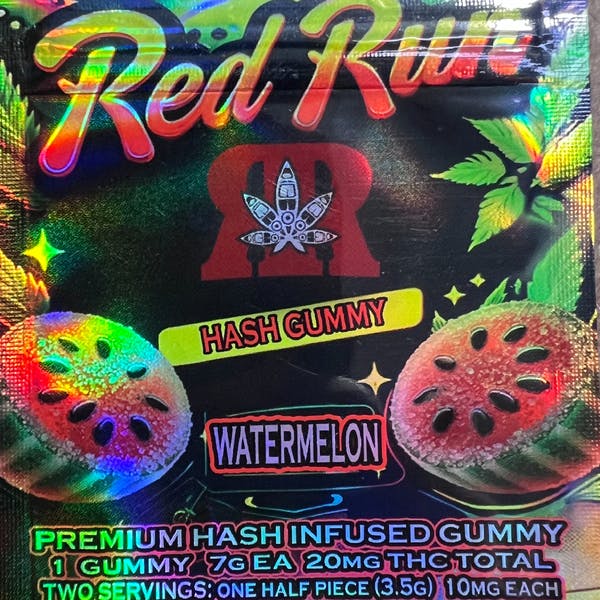 Red Run
RR
HASH GUMMY
WATERMELON
PREMIUM HASH INFUSED GUMMY
1 GUMMY 7G EA 20MG THC TOTAL
TWO SERVINGS: ONE HALF PIECE (3.5G) 10MG EACH